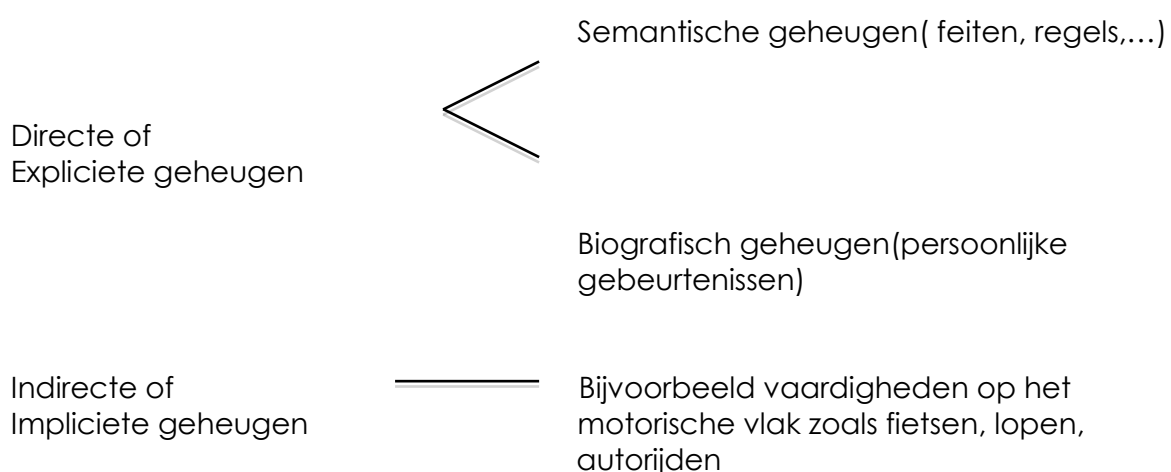 Semantische geheugen( feiten, regels,…)
Directe of
Expliciete geheugen
Biografisch geheugen(persoonlijke
gebeurtenissen)
Indirecte of
Impliciete geheugen
Bijvoorbeeld vaardigheden op het
motorische vlak zoals fietsen, lopen,
autorijden